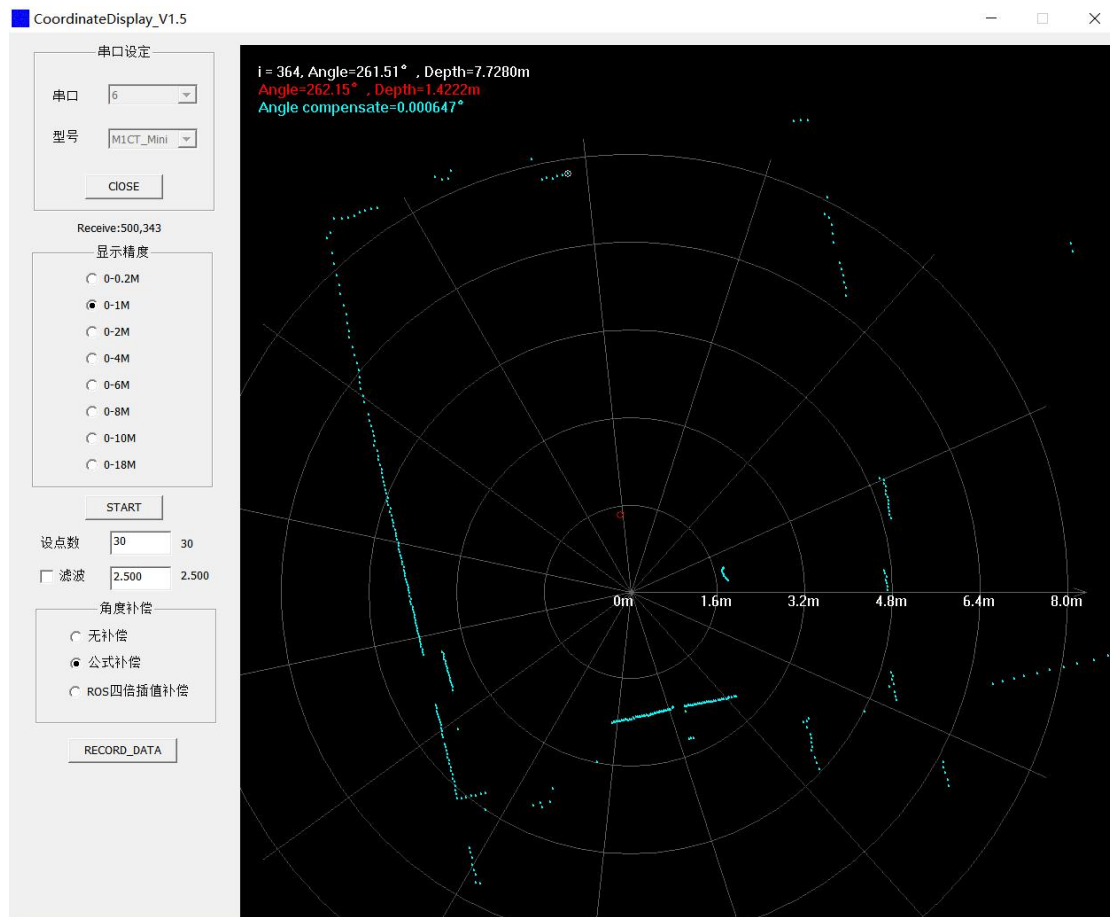 CoordinateDisplay_V1.5
串口设定
串口 6
型号 M1CT_Mini
ClOSE
Receive:500,343
显示精度
0-0.2M
0-1M
0-2M
0-4M
0-6M
0-8M
0-10M
0-18M
START
设点数 30 30
滤波 2.500 2.500
角度补偿
无补偿
公式补偿
ROS四倍插值补偿
RECORD_DATA
i = 364, Angle=261.51° , Depth=7.7280m
Angle=262.15° , Depth=1.4222m
Angle compensate=0.000647°
0m 1.6m 3.2m 4.8m 6.4m 8.0m